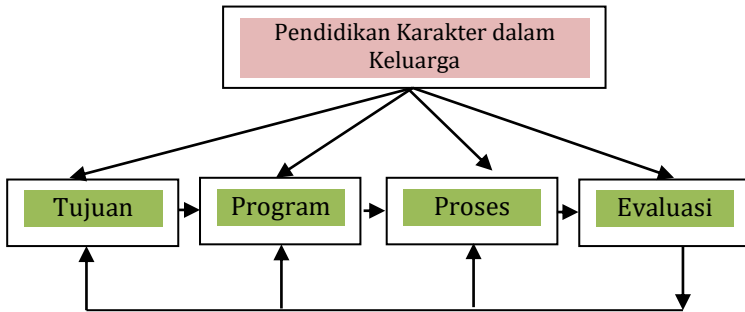 Pendidikan Karakter dalam
Keluarga
Tujuan
Program
Proses
Evaluasi